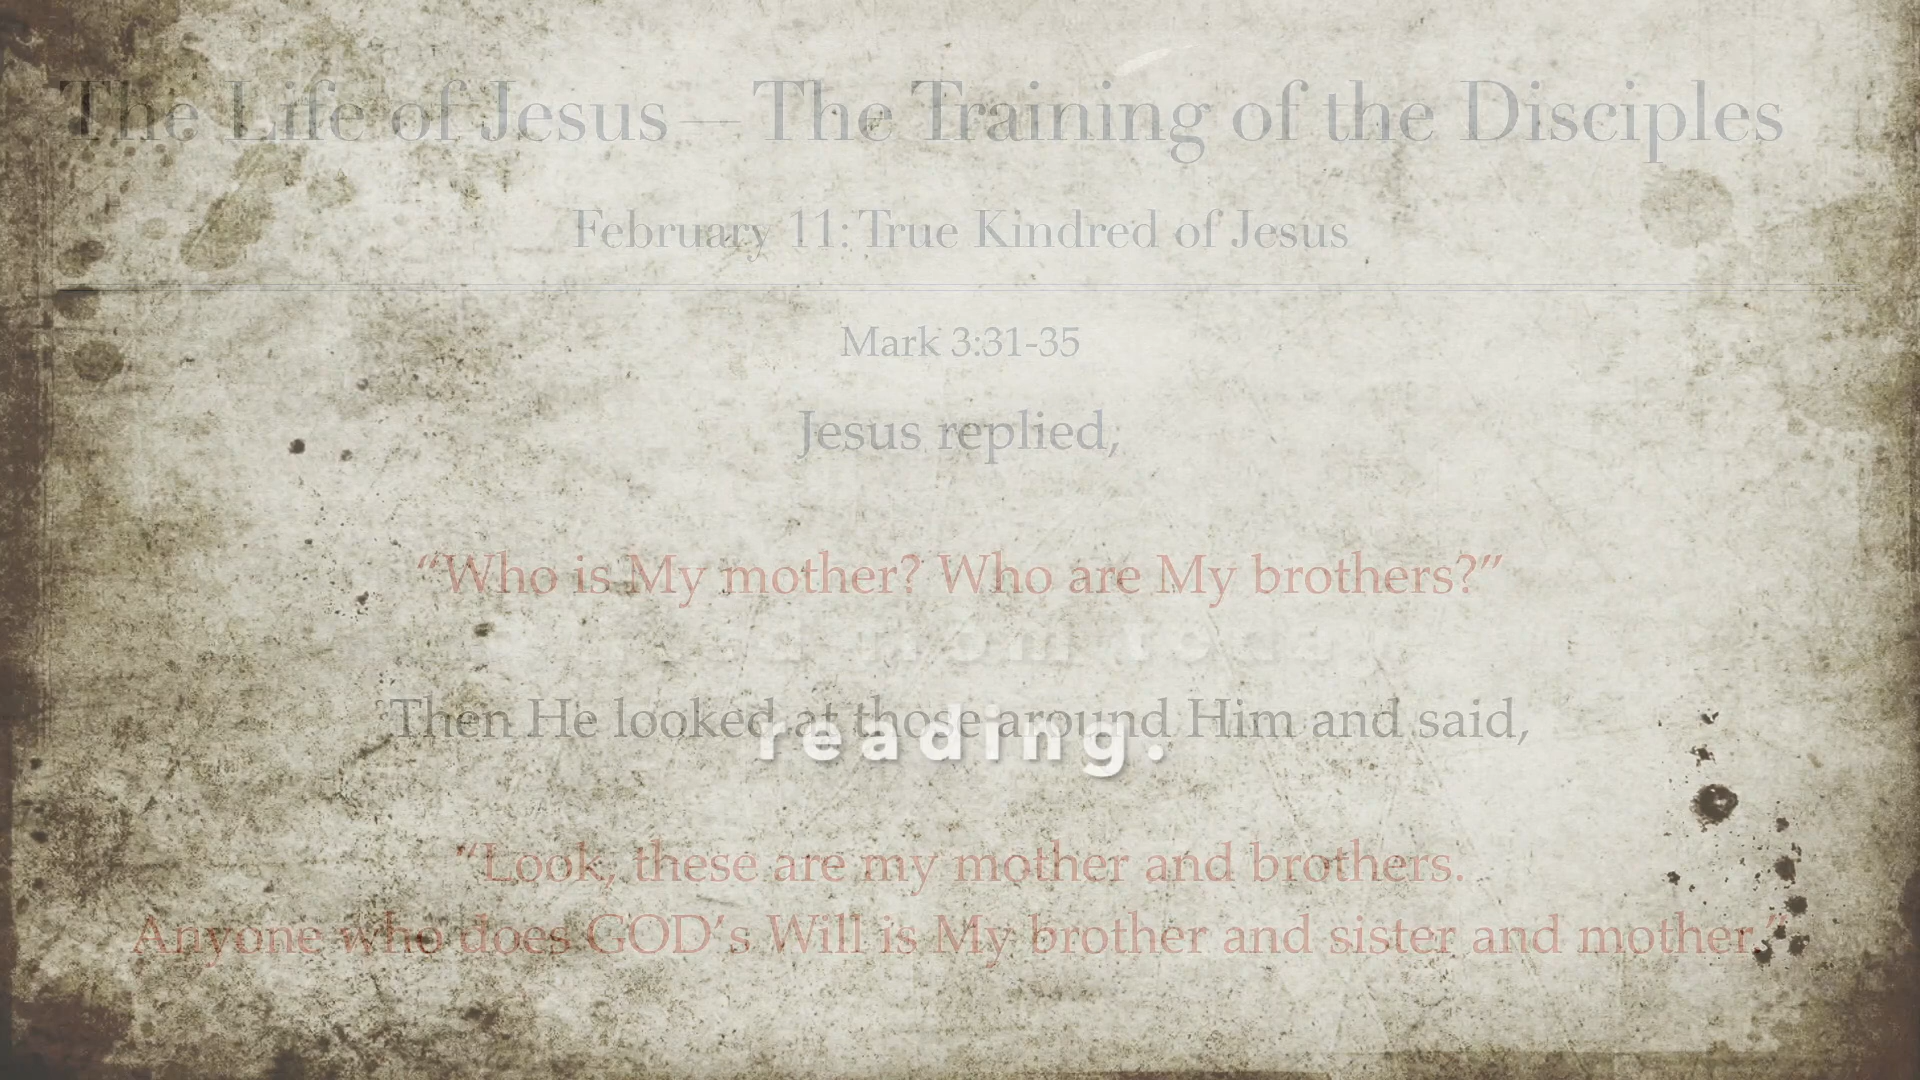 The Life of Jesus — The Training of the Disciples
February 11: True Kindred of Jesus
Mark 3:31-35
Jesus replied,
“Who is My mother? Who are My brothers?”
from today
Then He looked at those around Him and said,
reading.
“Look, these are my mother and brothers.
Anyone who does GOD’s Will is My brother and sister and mother.”